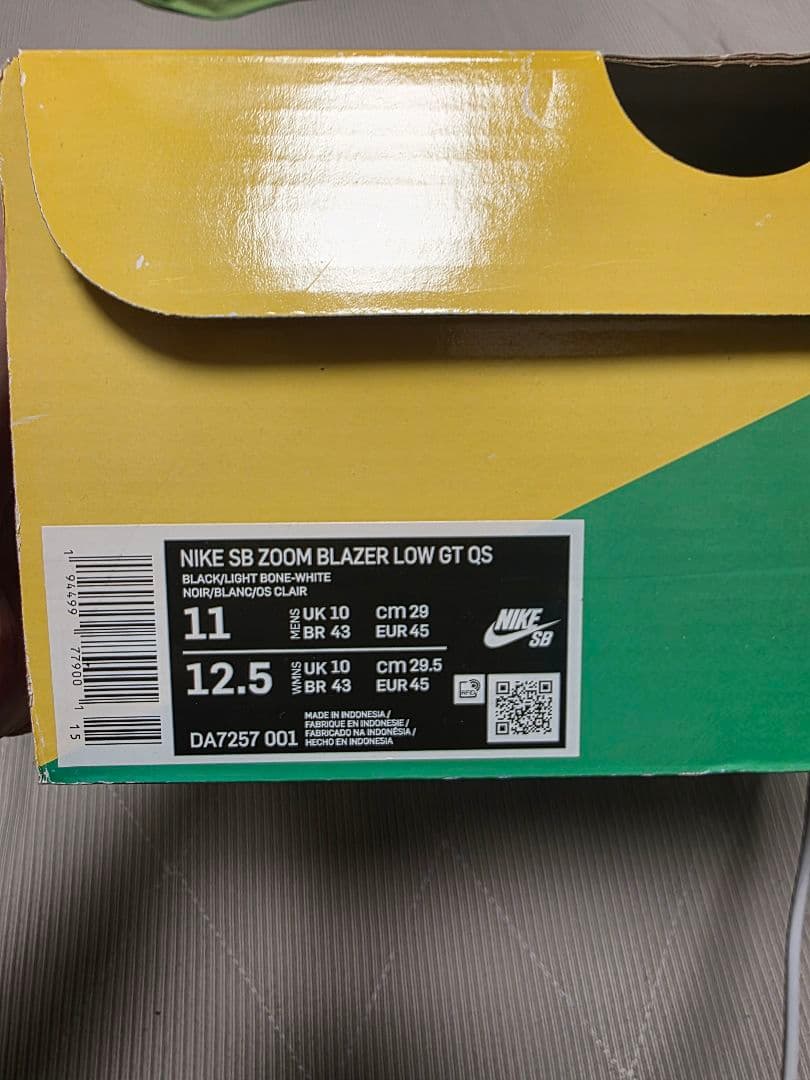 NIKE SB ZOOM BLAZER LOW GT QS
BLACK/LIGHT BONE-WHITE
NOIR/BLANC/OS CLAIR
11 MENS UK 10 cm 29
BR 43 EUR 45
12.5 WMNS UK 10 cm 29.5
BR 43 EUR 45
DA7257 001
MADE IN INDONESIA /
FABRIQUE EN INDONESIE /
FABRICADO NA INDONÉSIA /
HECHO EN INDONESIA
NIKE
SB
RFID
1 94499 77900 1 15